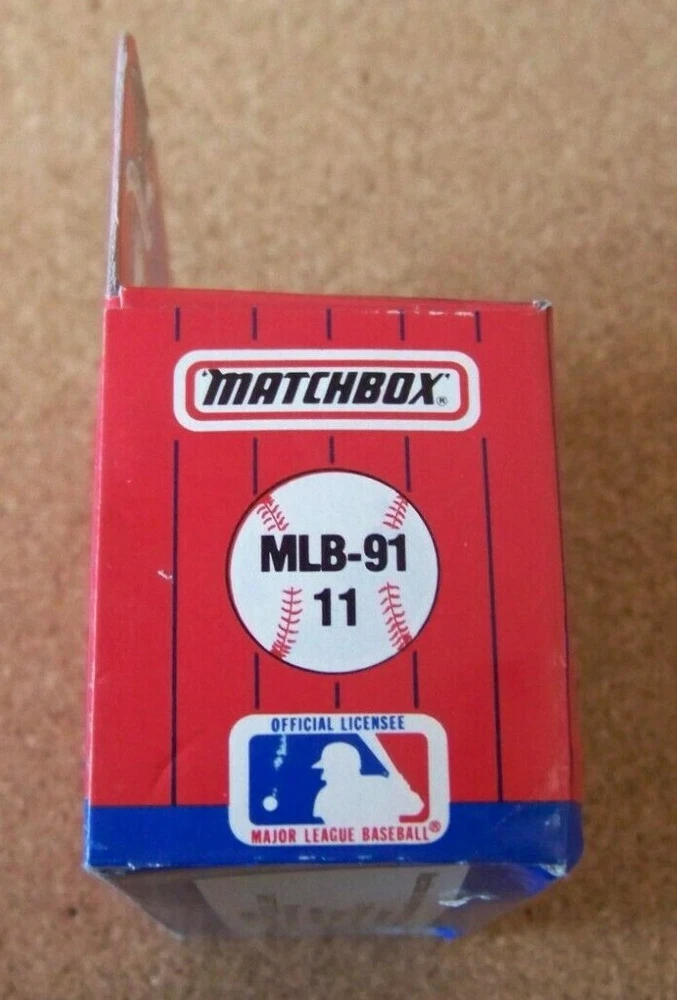 "MATCHBOX"®
MLB-91
11
OFFICIAL LICENSEE
MAJOR LEAGUE BASEBALL®